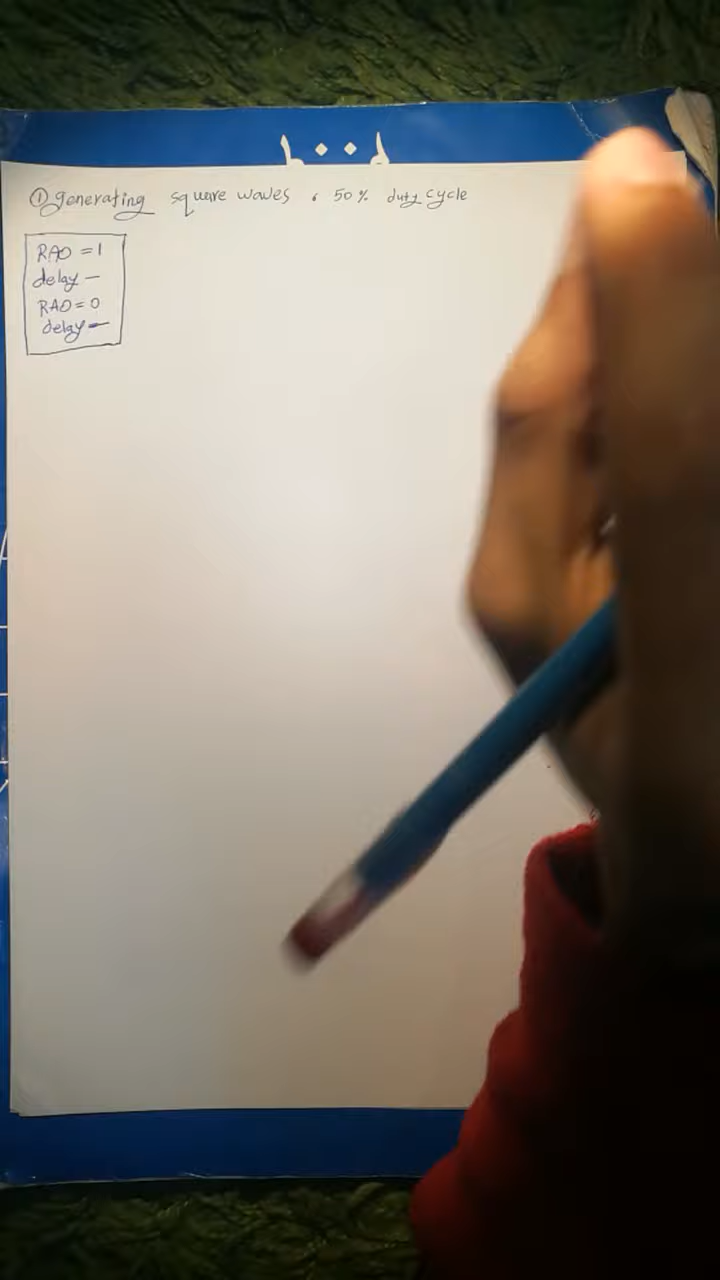 ① generating square waves , 50% duty cycle
RA0 = 1
delay —
RA0 = 0
delay —